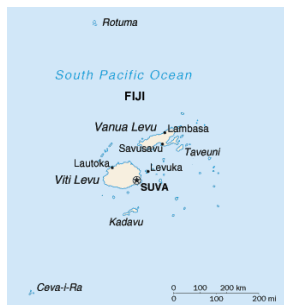 Rotuma
South Pacific Ocean
FIJI
Vanua Levu
Lambasa
Savusavu
Taveuni
Lautoka
Levuka
Viti Levu
SUVA
Kadavu
Ceva-I-Ra
0 100 200 km
0 100 200 mi